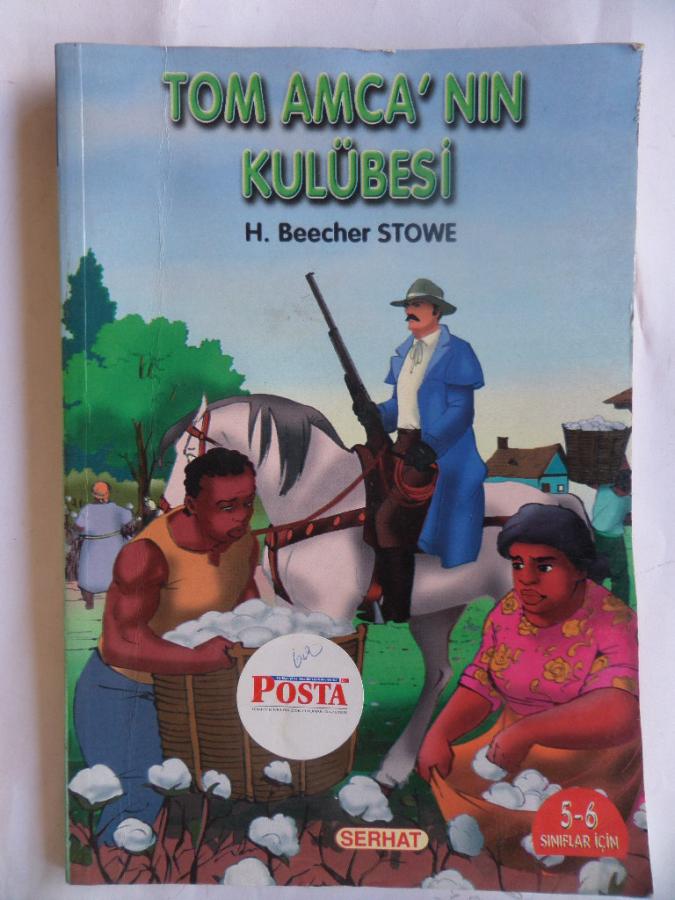 TOM AMCA' NIN
KULÜBESİ
H. Beecher STOWE
POSTA
SERHAT
5-6
SINIFLAR İÇİN